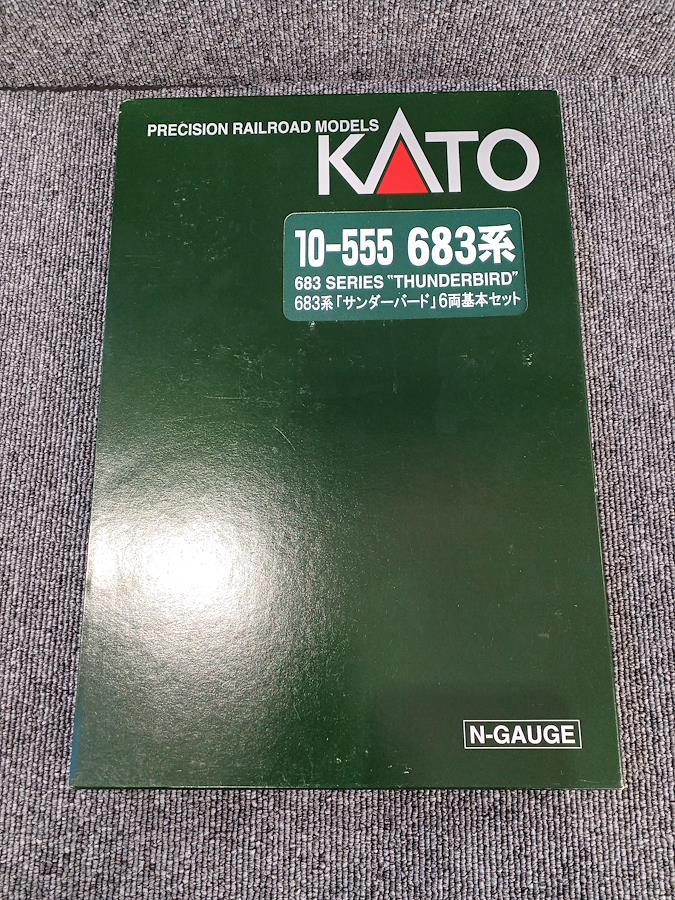 PRECISION RAILROAD MODELS
KATO
10-555 683系
683 SERIES "THUNDERBIRD"
683系「サンダーバード」6両基本セット
N-GAUGE